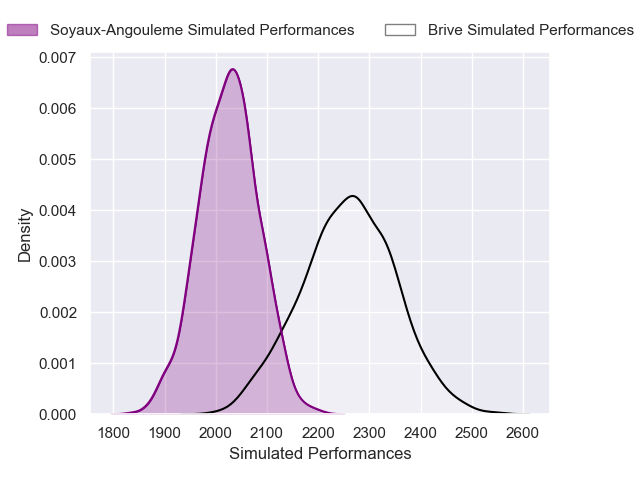 Soyaux-Angouleme Simulated Performances
Brive Simulated Performances
0.007
0.006
0.005
0.004
0.003
0.002
0.001
0.000
Density
1800 1900 2000 2100 2200 2300 2400 2500 2600
Simulated Performances